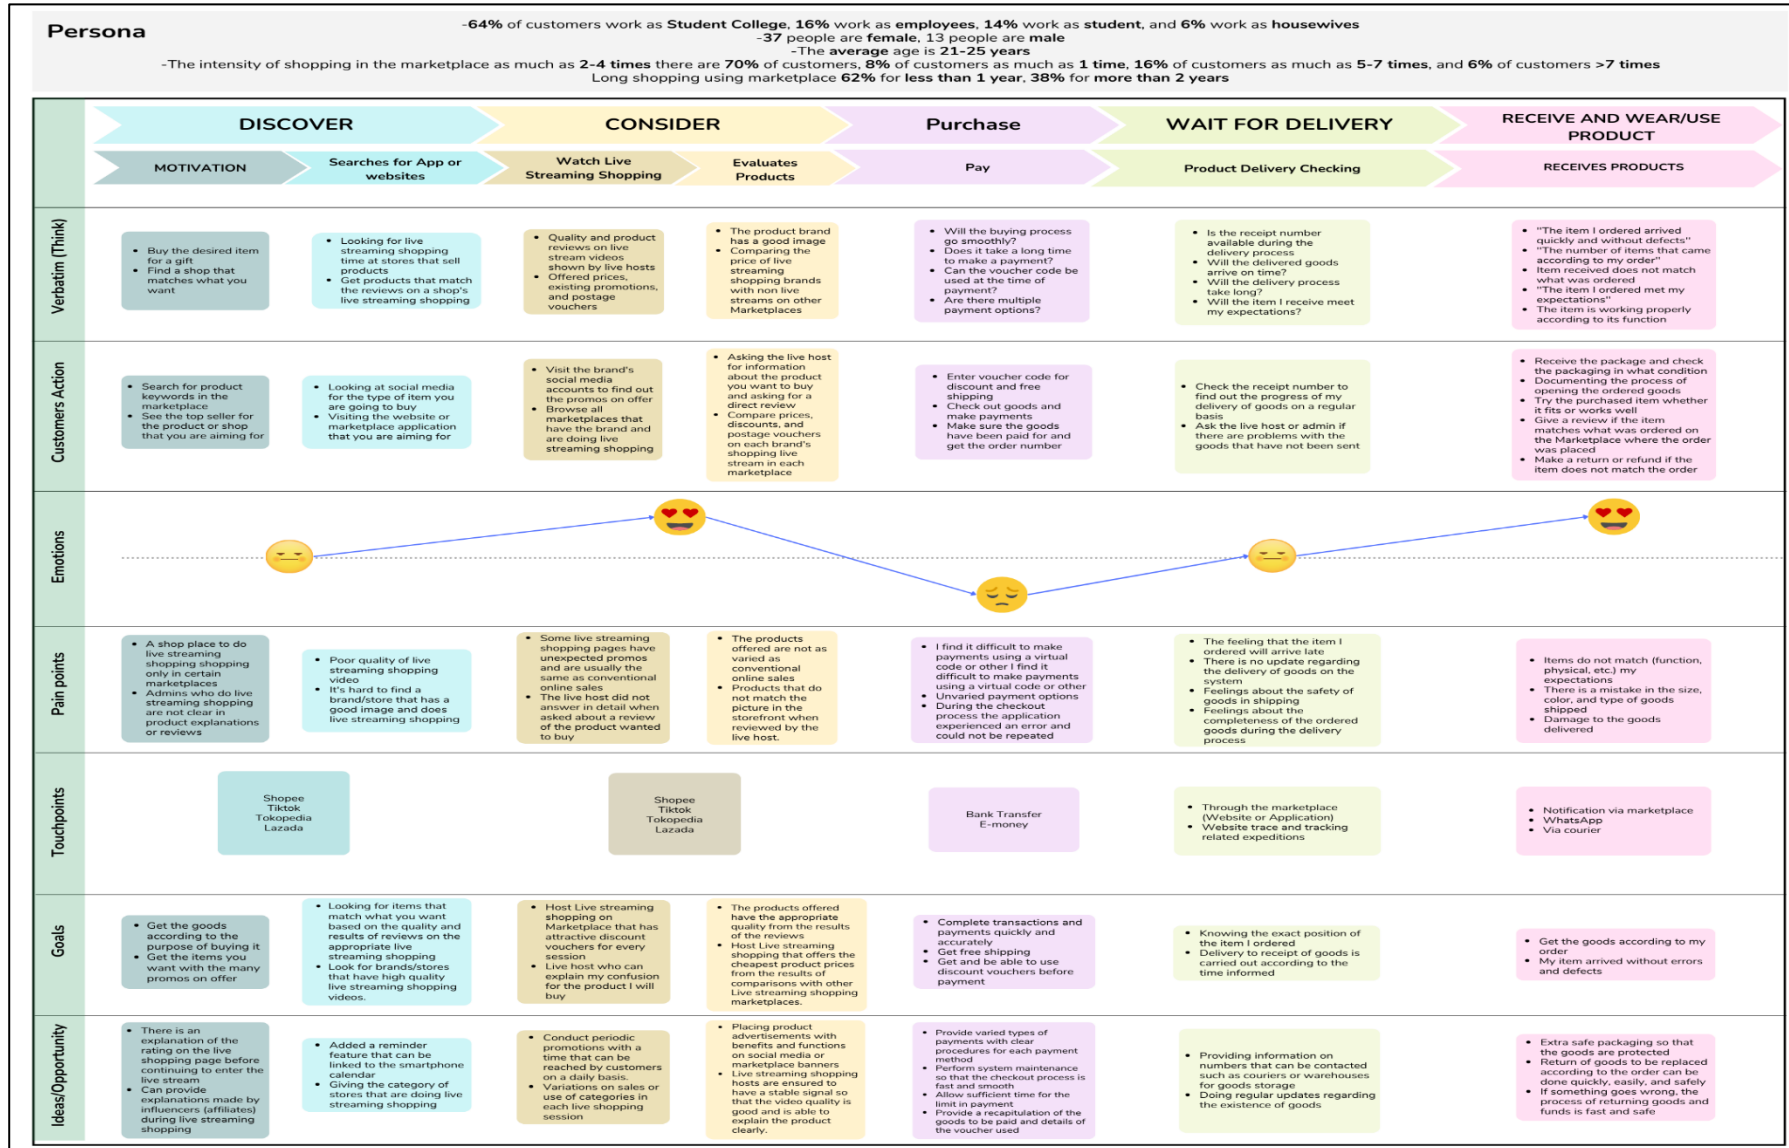 Persona
-64% of customers work as Student College, 16% work as employees, 14% work as student, and 6% work as housewives
-37 people are female, 13 people are male
-The average age is 21-25 years
-The intensity of shopping in the marketplace as much as 2-4 times there are 70% of customers, 8% of customers as much as 1 time, 16% of customers as much as 5-7 times, and 6% of customers >7 times
Long shopping using marketplace 62% for less than 1 year, 38% for more than 2 years
DISCOVER
CONSIDER
Purchase
WAIT FOR DELIVERY
RECEIVE AND WEAR/USE
PRODUCT
MOTIVATION
Searches for App or
websites
Watch Live
Streaming Shopping
Evaluates
Products
Pay
Product Delivery Checking
RECEIVES PRODUCTS
Verbatim (Think)
• Buy the desired item
for a gift
• Find a shop that
matches what you
want
• Looking for live
streaming shopping
time at stores that sell
products
• Get products that match
the reviews on a shop's
live streaming shopping
• Quality and product
reviews on live
stream videos
shown by live hosts
• Offered prices,
existing promotions,
and postage
vouchers
• The product brand
has a good image
• Comparing the
price of live
streaming
shopping brands
with non live
streams on other
Marketplaces
• Will the buying process
go smoothly?
• Does it take a long time
to make a payment?
• Can the voucher code be
used at the time of
payment?
• Are there multiple
payment options?
• Is the receipt number
available during the
delivery process
• Will the delivered goods
arrive on time?
• Will the delivery process
take long?
• Will the item I receive meet
my expectations?
• "The item I ordered arrived
quickly and without defects"
• "The number of items that came
according to my order"
• Item received does not match
what was ordered
• "The item I ordered met my
expectations"
• The item is working properly
according to its function
Customers Action
• Search for product
keywords in the
marketplace
• See the top seller for
the product or shop
that you are aiming for
• Looking at social media
for the type of item you
are going to buy
• Visiting the website or
marketplace application
that you are aiming for
• Visit the brand's
social media
accounts to find out
the promos on offer
• Browse all
marketplaces that
have the brand and
are doing live
streaming shopping
• Asking the live host
for information
about the product
you want to buy
and asking for a
direct review
• Compare prices,
discounts, and
postage vouchers
on each brand's
shopping live
stream in each
marketplace
• Enter voucher code for
discount and free
shipping
• Check out goods and
make payments
• Make sure the goods
have been paid for and
get the order number
• Check the receipt number to
find out the progress of my
delivery of goods on a regular
basis
• Ask the live host or admin if
there are problems with the
goods that have not been sent
• Receive the package and check
the packaging in what condition
• Documenting the process of
opening the ordered goods
• Try the purchased item whether
it fits or works well
• Give a review if the item
matches what was ordered on
the Marketplace where the order
was placed
• Make a return or refund if the
item does not match the order
Emotions
Pain points
• A shop place to do
live streaming
shopping shopping
only in certain
marketplaces
• Admins who do live
streaming shopping
are not clear in
product explanations
or reviews
• Poor quality of live
streaming shopping
video
• It's hard to find a
brand/store that has a
good image and does
live streaming shopping
• Some live streaming
shopping pages have
unexpected promos
and are usually the
same as conventional
online sales
• The live host did not
answer in detail when
asked about a review
of the product wanted
to buy
• The products
offered are not as
varied as
conventional
online sales
• Products that do
not match the
picture in the
storefront when
reviewed by the
live host.
• I find it difficult to make
payments using a virtual
code or other I find it
difficult to make payments
using a virtual code or other
• Unvaried payment options
• During the checkout
process the application
experienced an error and
could not be repeated
• The feeling that the item I
ordered will arrive late
• There is no update regarding
the delivery of goods on the
system
• Feelings about the safety of
goods in shipping
• Feelings about the
completeness of the ordered
goods during the delivery
process
• Items do not match (function,
physical, etc.) my
expectations
• There is a mistake in the size,
color, and type of goods
shipped
• Damage to the goods
delivered
Touchpoints
Shopee
Tiktok
Tokopedia
Lazada
Shopee
Tiktok
Tokopedia
Lazada
Bank Transfer
E-money
• Through the marketplace
(Website or Application)
• Website trace and tracking
related expeditions
• Notification via marketplace
• WhatsApp
• Via courier
Goals
• Get the goods
according to the
purpose of buying it
• Get the items you
want with the many
promos on offer
• Looking for items that
match what you want
based on the quality and
results of reviews on the
appropriate live
streaming shopping
• Look for brands/stores
that have high quality
live streaming shopping
videos.
• Host Live streaming
shopping on
Marketplace that has
attractive discount
vouchers for every
session
• Live host who can
explain my confusion
for the product I will
buy
• The products offered
have the appropriate
quality from the results
of the reviews
• Host Live streaming
shopping that offers the
cheapest product prices
from the results of
comparisons with other
Live streaming shopping
marketplaces.
• Complete transactions and
payments quickly and
accurately
• Get free shipping
• Get and be able to use
discount vouchers before
payment
• Knowing the exact position of
the item I ordered
• Delivery to receipt of goods is
carried out according to the
time informed
• Get the goods according to my
order
• My item arrived without errors
and defects
Ideas/Opportunity
• There is an
explanation of the
rating on the live
shopping page before
continuing to enter the
live stream
• Can provide
explanations made by
influencers (affiliates)
during live streaming
shopping
• Added a reminder
feature that can be
linked to the smartphone
calendar
• Giving the category of
stores that are doing live
streaming shopping
• Conduct periodic
promotions with a
time that can be
reached by customers
on a daily basis.
• Variations on sales or
use of categories in
each live shopping
session
• Placing product
advertisements with
benefits and functions
on social media or
marketplace banners
• Live streaming shopping
hosts are ensured to
have a stable signal so
that the video quality is
good and is able to
explain the product
clearly.
• Provide varied types of
payments with clear
procedures for each payment
method
• Perform system maintenance
so that the checkout process is
fast and smooth
• Allow sufficient time for the
limit in payment
• Provide a recapitulation of the
goods to be paid and details of
the voucher used
• Providing information on
numbers that can be contacted
such as couriers or warehouses
for goods storage
• Doing regular updates regarding
the existence of goods
• Extra safe packaging so that
the goods are protected
• Return of goods to be replaced
according to the order can be
done quickly, easily, and safely
• If something goes wrong, the
process of returning goods and
funds is fast and safe